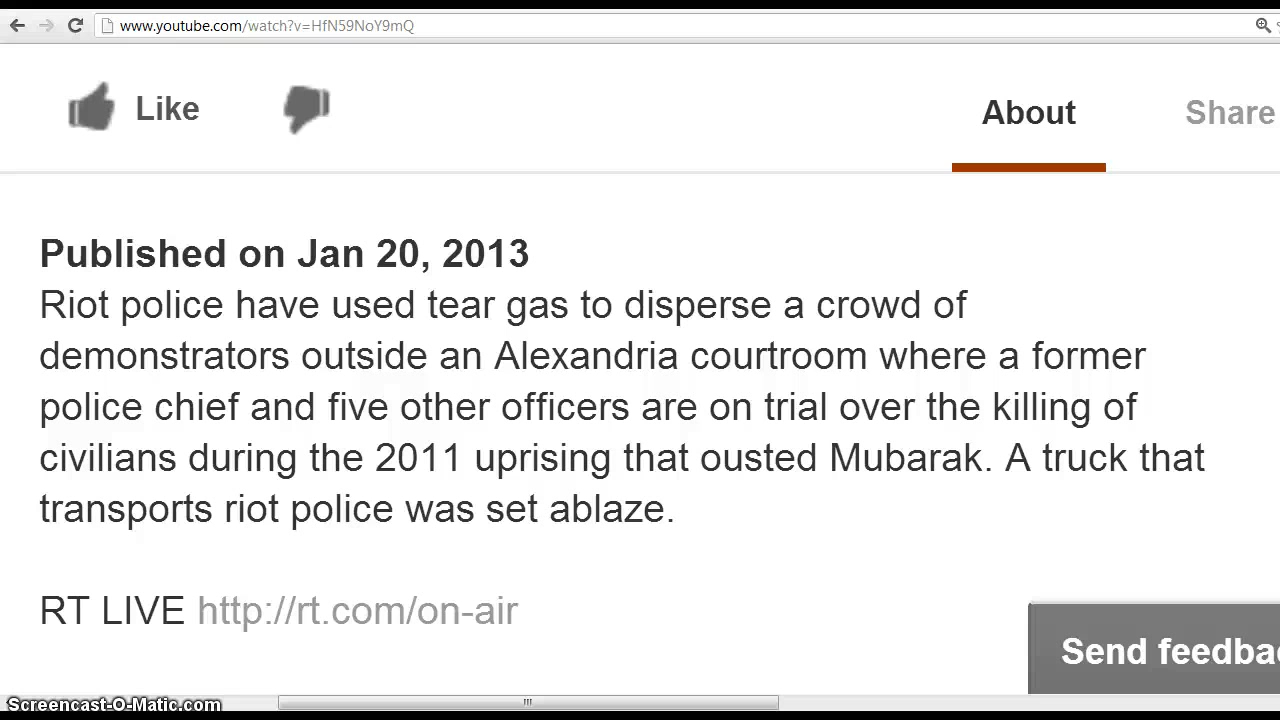 www.youtube.com/watch?v=HfN59NoY9mQ
Like
About Share
Published on Jan 20, 2013
Riot police have used tear gas to disperse a crowd of
demonstrators outside an Alexandria courtroom where a former
police chief and five other officers are on trial over the killing of
civilians during the 2011 uprising that ousted Mubarak. A truck that
transports riot police was set ablaze.
RT LIVE http://rt.com/on-air
Send feedba
Screencast-O-Matic.com